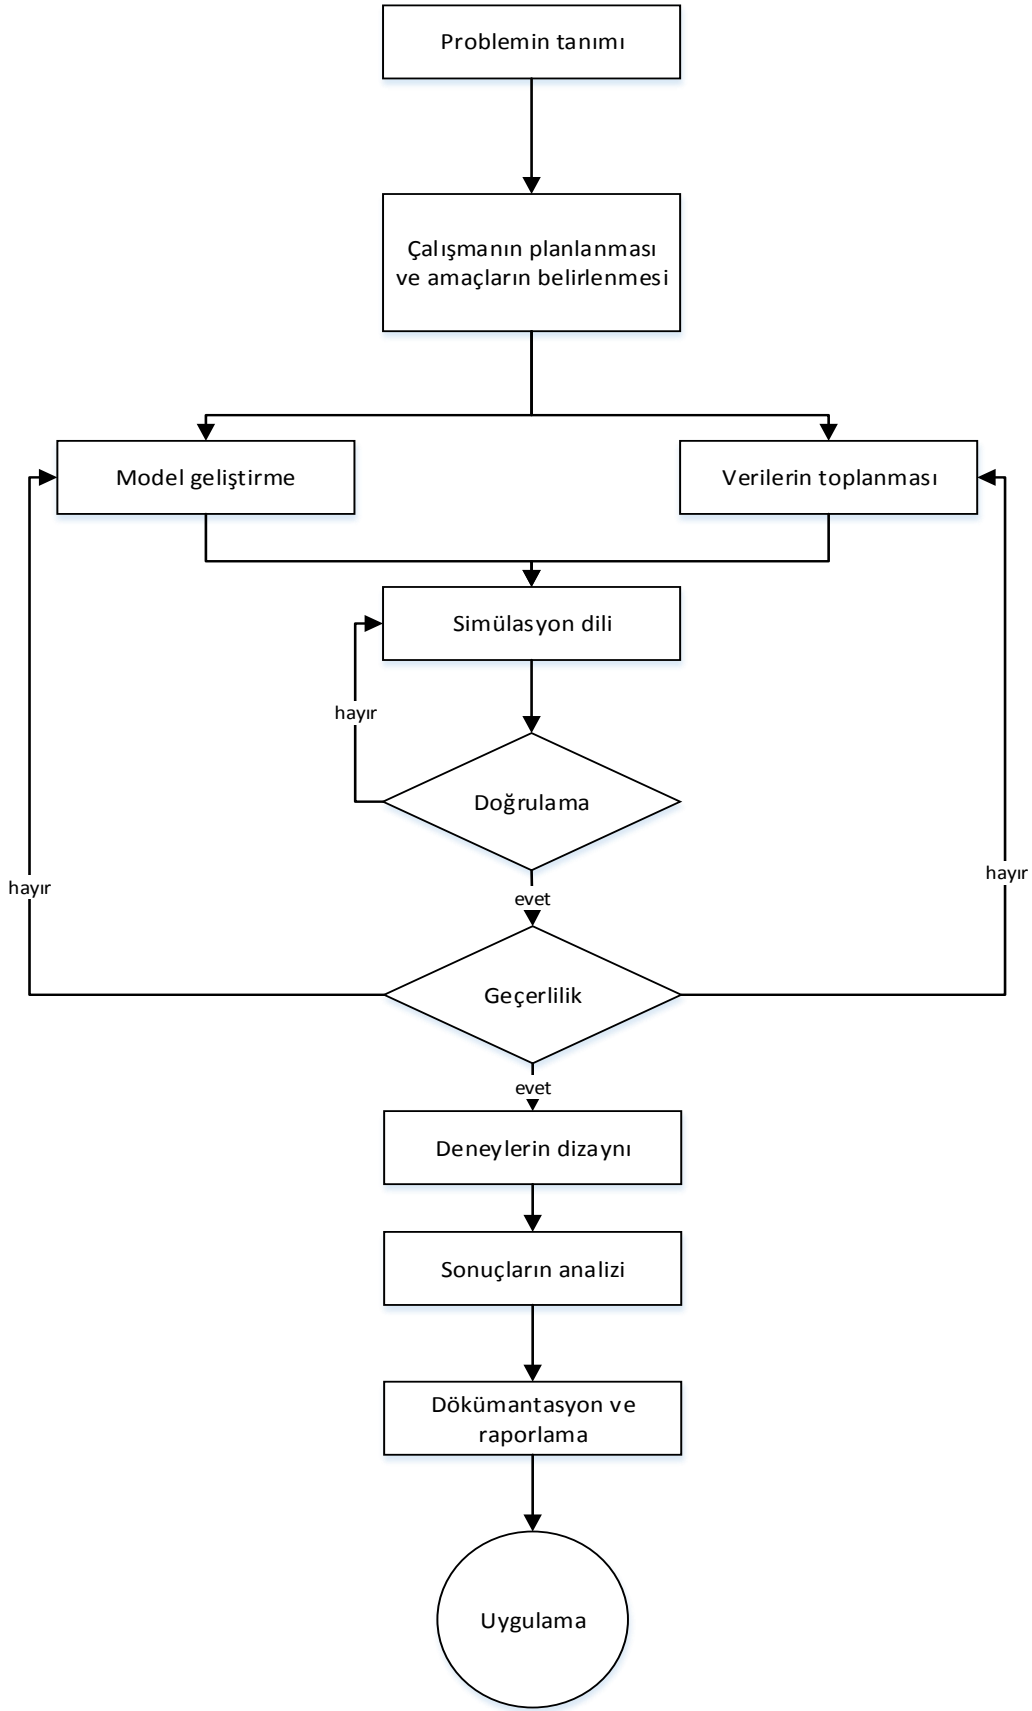 Problemin tanımı
Çalışmanın planlanması
ve amaçların belirlenmesi
Model geliştirme
Verilerin toplanması
Simülasyon dili
hayır
Doğrulama
hayır
hayır
evet
Geçerlilik
evet
Deneylerin dizaynı
Sonuçların analizi
Dökümantasyon ve
raporlama
Uygulama